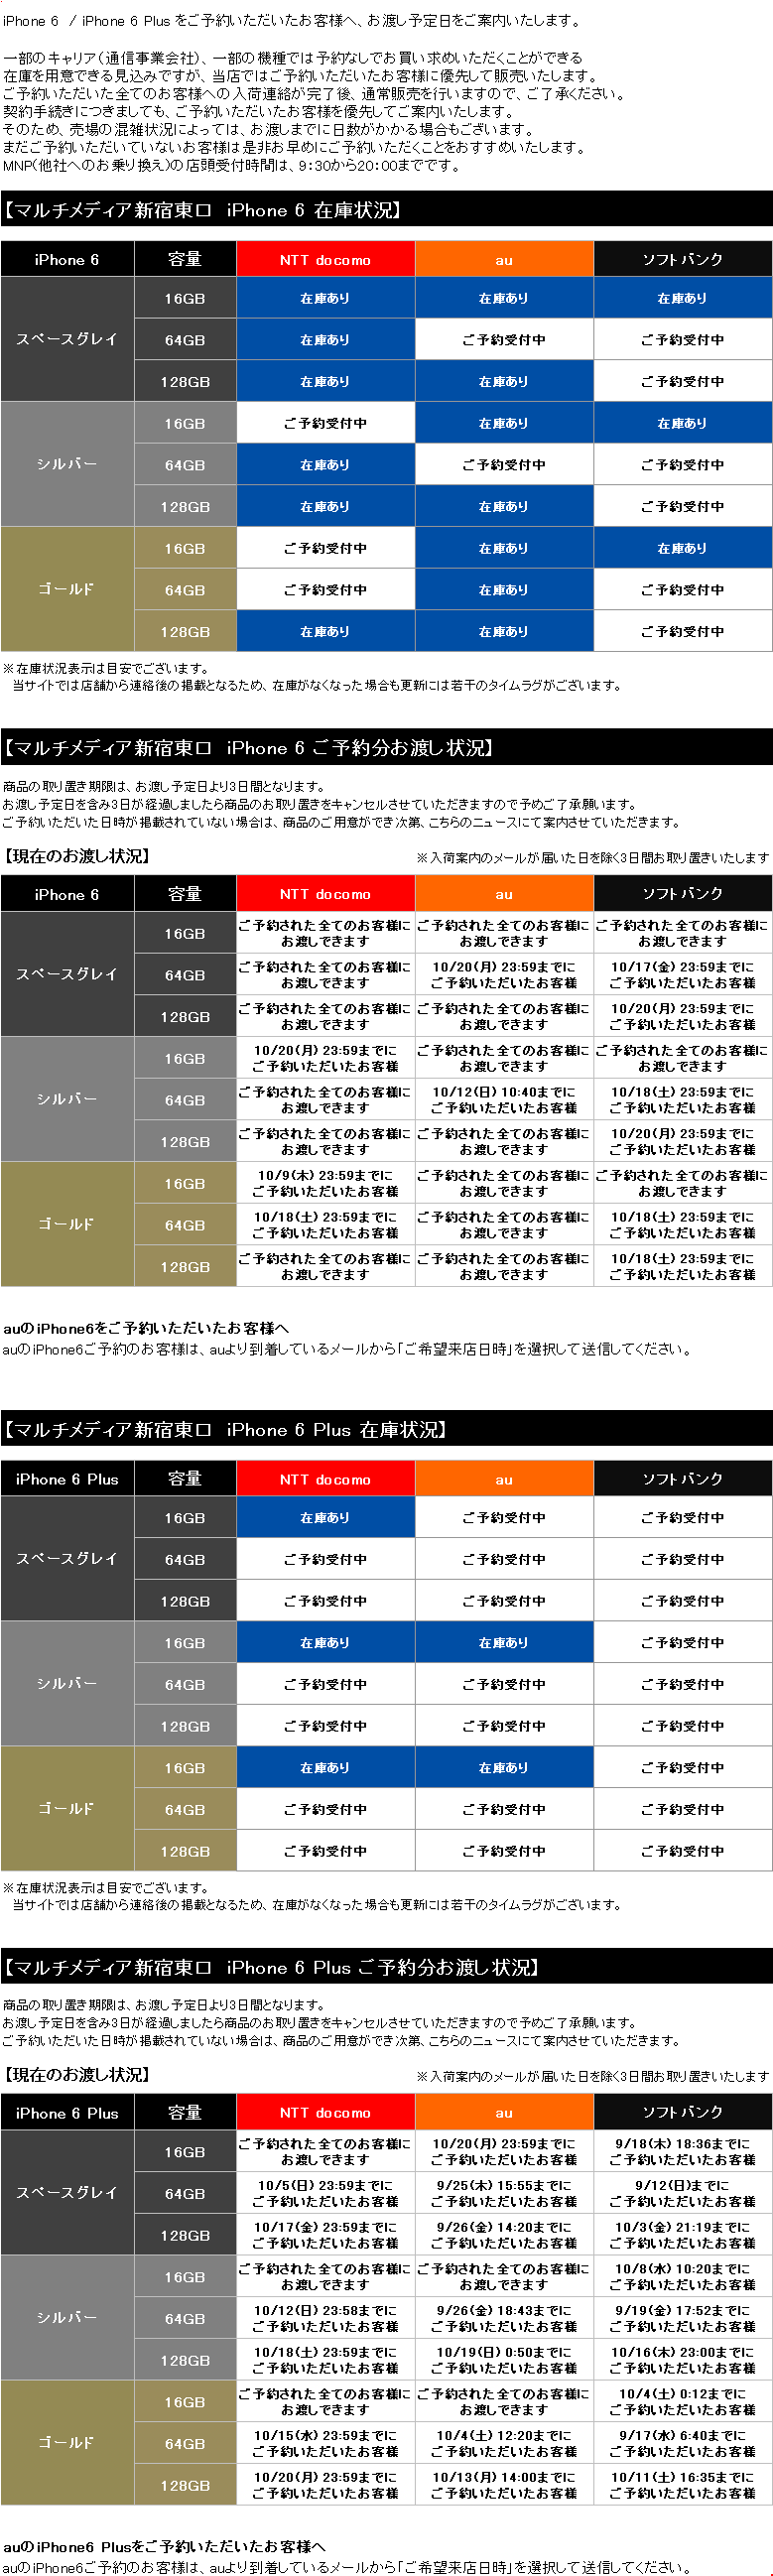 iPhone 6 / iPhone 6 Plus をご予約いただいたお客様へ、お渡し予定日をご案内いたします。
一部のキャリア（通信事業会社）、一部の機種では予約なしでお買い求めいただくことができる
在庫を用意できる見込みですが、当店ではご予約いただいたお客様に優先して販売いたします。
ご予約いただいた全てのお客様への入荷連絡が完了後、通常販売を行いますので、ご了承ください。
契約手続きにつきましても、ご予約いただいたお客様を優先してご案内いたします。
そのため、売場の混雑状況によっては、お渡しまでに日数がかかる場合もございます。
まだご予約いただいていないお客様は是非お早めにご予約いただくことをおすすめいたします。
MNP(他社へのお乗り換え)の店頭受付時間は、9:30から20:00までです。
【マルチメディア新宿東口　iPhone 6 在庫状況】
iPhone 6 容量 NTT docomo au ソフトバンク
スペースグレイ
16GB 在庫あり 在庫あり 在庫あり
64GB 在庫あり ご予約受付中 ご予約受付中
128GB 在庫あり 在庫あり ご予約受付中
シルバー
16GB ご予約受付中 在庫あり 在庫あり
64GB 在庫あり ご予約受付中 ご予約受付中
128GB 在庫あり 在庫あり ご予約受付中
ゴールド
16GB ご予約受付中 在庫あり 在庫あり
64GB ご予約受付中 在庫あり ご予約受付中
128GB 在庫あり 在庫あり ご予約受付中
※在庫状況表示は目安でございます。
当サイトでは店舗から連絡後の掲載となるため、在庫がなくなった場合も更新には若干のタイムラグがございます。
【マルチメディア新宿東口　iPhone 6 ご予約分お渡し状況】
商品の取り置き期限は、お渡し予定日より3日間となります。
お渡し予定日を含み3日が経過しましたら商品のお取り置きをキャンセルさせていただきますので予めご了承願います。
ご予約いただいた日時が掲載されていない場合は、商品のご用意ができ次第、こちらのニュースにて案内させていただきます。
【現在のお渡し状況】 ※入荷案内のメールが届いた日を除く3日間お取り置きいたします
iPhone 6 容量 NTT docomo au ソフトバンク
スペースグレイ
16GB ご予約された全てのお客様に ご予約された全てのお客様に ご予約された全てのお客様に
お渡しできます お渡しできます お渡しできます
64GB ご予約された全てのお客様に 10/20(月) 23:59までに 10/17(金) 23:59までに
お渡しできます ご予約いただいたお客様 ご予約いただいたお客様
128GB ご予約された全てのお客様に ご予約された全てのお客様に 10/20(月) 23:59までに
お渡しできます お渡しできます ご予約いただいたお客様
シルバー
16GB 10/20(月) 23:59までに ご予約された全てのお客様に ご予約された全てのお客様に
ご予約いただいたお客様 お渡しできます お渡しできます
64GB ご予約された全てのお客様に 10/12(日) 10:40までに 10/18(土) 23:59までに
お渡しできます ご予約いただいたお客様 ご予約いただいたお客様
128GB ご予約された全てのお客様に ご予約された全てのお客様に 10/20(月) 23:59までに
お渡しできます お渡しできます ご予約いただいたお客様
ゴールド
16GB 10/9(木) 23:59までに ご予約された全てのお客様に ご予約された全てのお客様に
ご予約いただいたお客様 お渡しできます お渡しできます
64GB 10/18(土) 23:59までに ご予約された全てのお客様に 10/18(土) 23:59までに
ご予約いただいたお客様 お渡しできます ご予約いただいたお客様
128GB ご予約された全てのお客様に ご予約された全てのお客様に 10/18(土) 23:59までに
お渡しできます お渡しできます ご予約いただいたお客様
auのiPhone6をご予約いただいたお客様へ
auのiPhone6ご予約のお客様は、auより到着しているメールから「ご希望来店日時」を選択して送信してください。
【マルチメディア新宿東口　iPhone 6 Plus 在庫状況】
iPhone 6 Plus 容量 NTT docomo au ソフトバンク
スペースグレイ
16GB 在庫あり ご予約受付中 ご予約受付中
64GB ご予約受付中 ご予約受付中 ご予約受付中
128GB ご予約受付中 ご予約受付中 ご予約受付中
シルバー
16GB 在庫あり 在庫あり ご予約受付中
64GB ご予約受付中 ご予約受付中 ご予約受付中
128GB ご予約受付中 ご予約受付中 ご予約受付中
ゴールド
16GB 在庫あり 在庫あり ご予約受付中
64GB ご予約受付中 ご予約受付中 ご予約受付中
128GB ご予約受付中 ご予約受付中 ご予約受付中
※在庫状況表示は目安でございます。
当サイトでは店舗から連絡後の掲載となるため、在庫がなくなった場合も更新には若干のタイムラグがございます。
【マルチメディア新宿東口　iPhone 6 Plus ご予約分お渡し状況】
商品の取り置き期限は、お渡し予定日より3日間となります。
お渡し予定日を含み3日が経過しましたら商品のお取り置きをキャンセルさせていただきますので予めご了承願います。
ご予約いただいた日時が掲載されていない場合は、商品のご用意ができ次第、こちらのニュースにて案内させていただきます。
【現在のお渡し状況】 ※入荷案内のメールが届いた日を除く3日間お取り置きいたします
iPhone 6 Plus 容量 NTT docomo au ソフトバンク
スペースグレイ
16GB ご予約された全てのお客様に 10/20(月) 23:59までに 9/18(木) 18:36までに
お渡しできます ご予約いただいたお客様 ご予約いただいたお客様
64GB 10/5(日) 23:59までに 9/25(木) 15:55までに 9/12(日)までに
ご予約いただいたお客様 ご予約いただいたお客様 ご予約いただいたお客様
128GB 10/17(金) 23:59までに 9/26(金) 14:20までに 10/3(金) 21:19までに
ご予約いただいたお客様 ご予約いただいたお客様 ご予約いただいたお客様
シルバー
16GB ご予約された全てのお客様に ご予約された全てのお客様に 10/8(水) 10:20までに
お渡しできます お渡しできます ご予約いただいたお客様
64GB 10/12(日) 23:58までに 9/26(金) 18:43までに 9/19(金) 17:52までに
ご予約いただいたお客様 ご予約いただいたお客様 ご予約いただいたお客様
128GB 10/18(土) 23:59までに 10/19(日) 0:50までに 10/16(木) 23:00までに
ご予約いただいたお客様 ご予約いただいたお客様 ご予約いただいたお客様
ゴールド
16GB ご予約された全てのお客様に ご予約された全てのお客様に 10/4(土) 0:12までに
お渡しできます お渡しできます ご予約いただいたお客様
64GB 10/15(水) 23:59までに 10/4(土) 12:20までに 9/17(水) 6:40までに
ご予約いただいたお客様 ご予約いただいたお客様 ご予約いただいたお客様
128GB 10/20(月) 23:59までに 10/13(月) 14:00までに 10/11(土) 16:35までに
ご予約いただいたお客様 ご予約いただいたお客様 ご予約いただいたお客様
auのiPhone6 Plusをご予約いただいたお客様へ
auのiPhone6ご予約のお客様は、auより到着しているメールから「ご希望来店日時」を選択して送信してください。